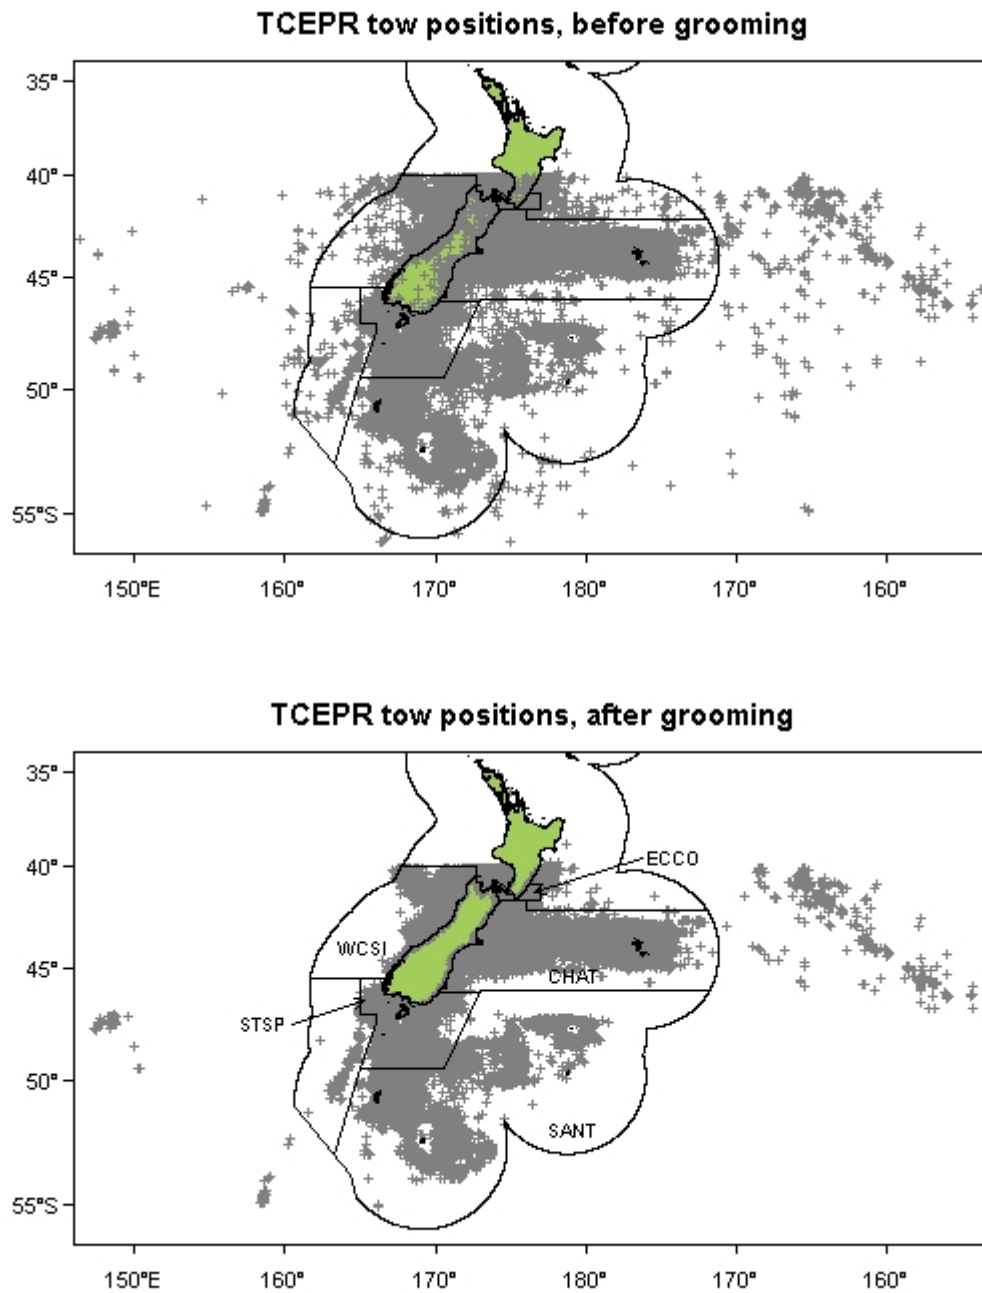 TCEPR tow positions, before grooming
35°
40°
45°
50°
55°S
150°E 160° 170° 180° 170° 160°
TCEPR tow positions, after grooming
35°
40°
ECCO
WCSI
45°
CHAT
STSP
50°
SANT
55°S
150°E 160° 170° 180° 170° 160°